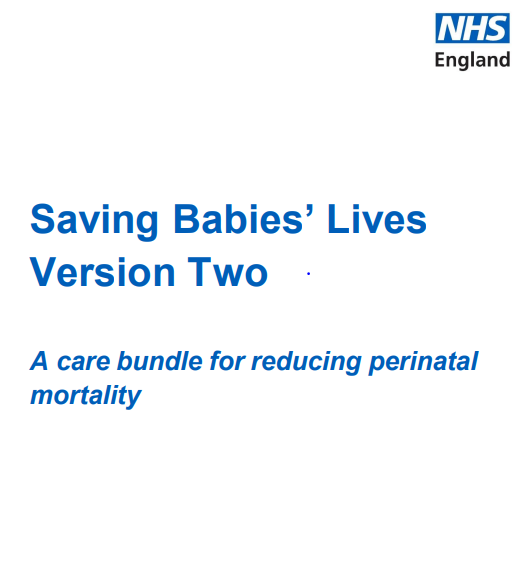 NHS
England
Saving Babies’ Lives
Version Two
A care bundle for reducing perinatal
mortality